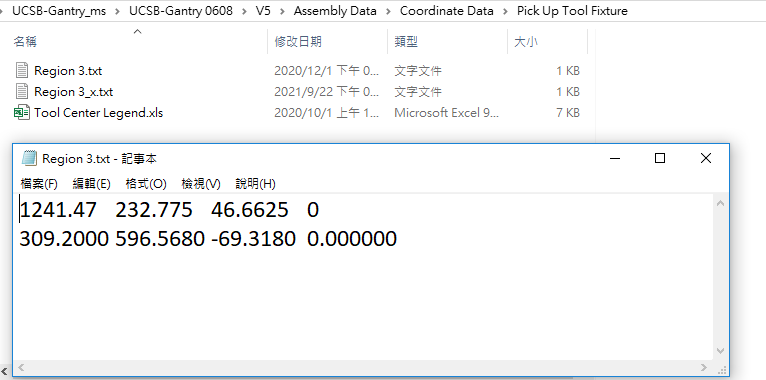 UCSB-Gantry_ms > UCSB-Gantry 0608 > V5 > Assembly Data > Coordinate Data > Pick Up Tool Fixture
名稱 修改日期 類型 大小
Region 3.txt 2020/12/1 下午 0... 文字文件 1 KB
Region 3_x.txt 2021/9/22 下午 0... 文字文件 1 KB
Tool Center Legend.xls 2020/10/1 上午 1... Microsoft Excel 9... 7 KB
Region 3.txt - 記事本
檔案(F) 編輯(E) 格式(O) 檢視(V) 說明(H)
1241.47 232.775 46.6625 0
309.2000 596.5680 -69.3180 0.000000